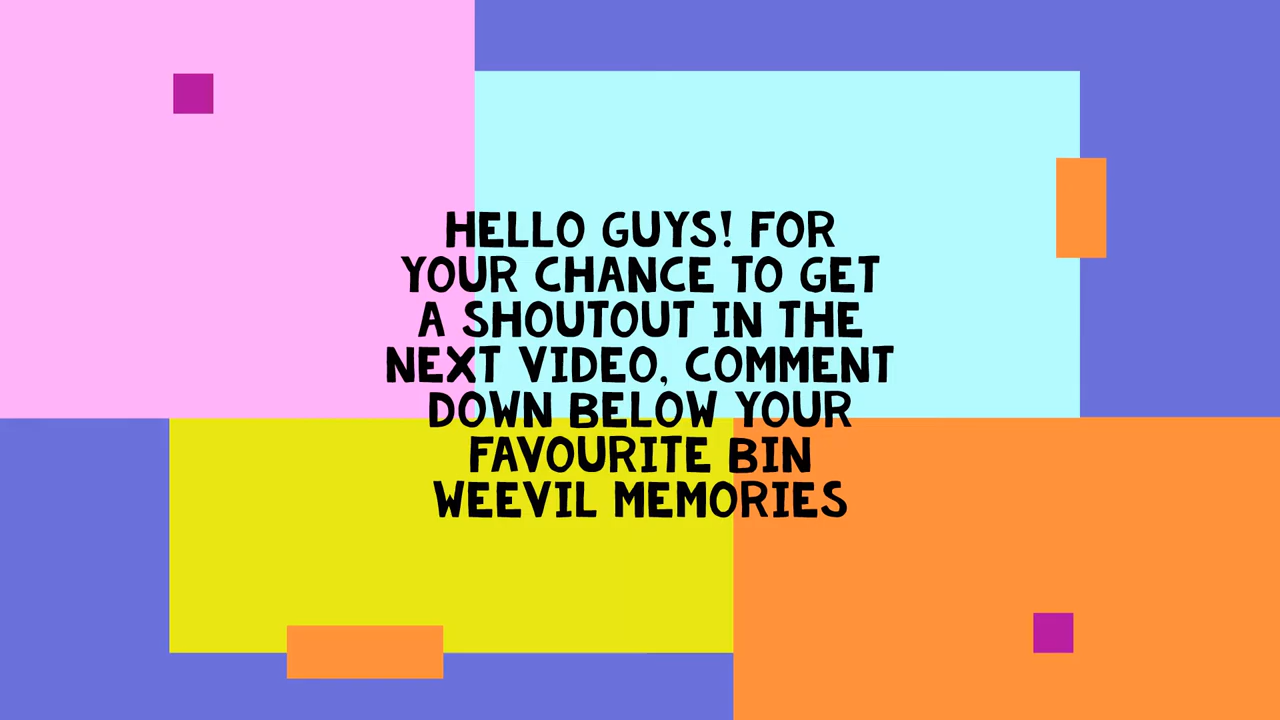 HELLO GUYS! FOR
YOUR CHANCE TO GET
A SHOUTOUT IN THE
NEXT VIDEO, COMMENT
DOWN BELOW YOUR
FAVOURITE BIN
WEEVIL MEMORIES